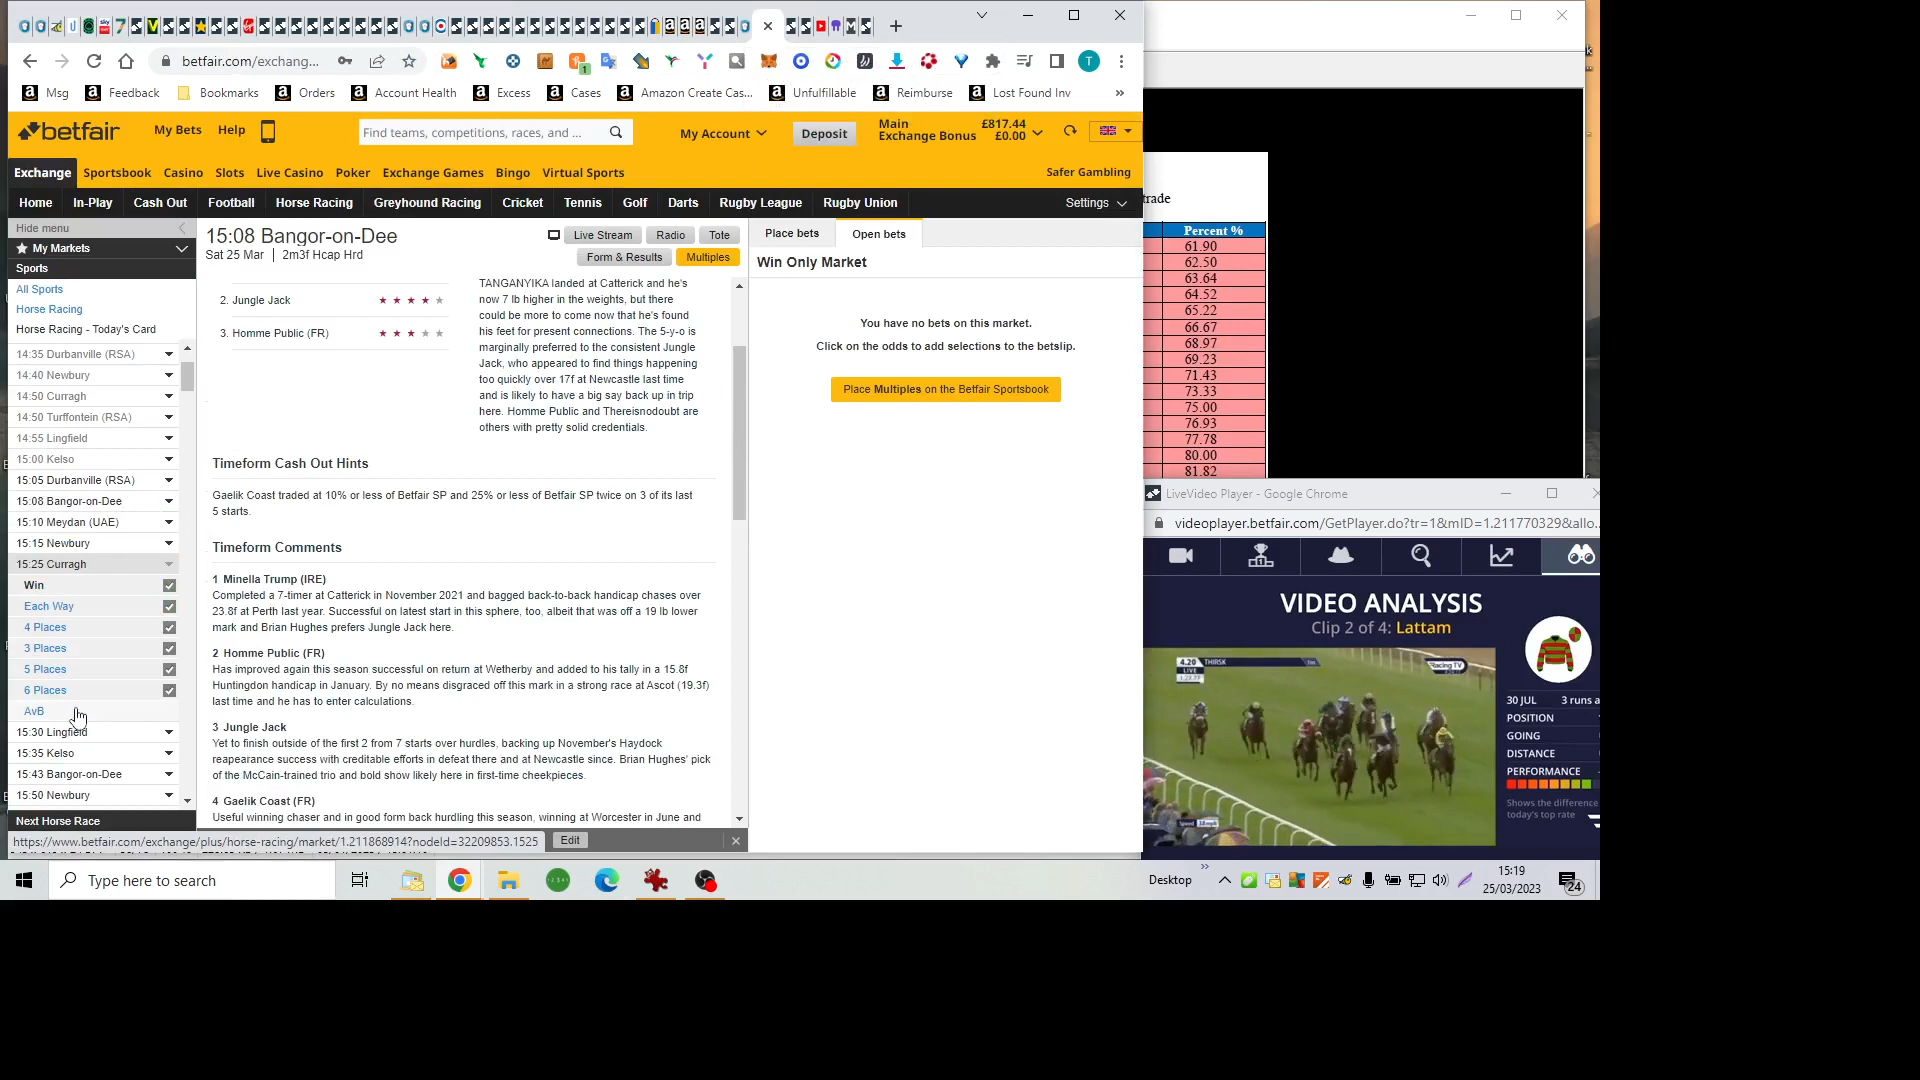 betfair.com/exchang...
T
Msg
Feedback
Bookmarks
Orders
Account Health
Excess
Cases
Amazon Create Cas...
Unfulfillable
Reimburse
Lost Found Inv
»
betfair
My Bets
Help
Find teams, competitions, races, and ...
My Account
Deposit
Main £817.44
Exchange Bonus £0.00
Exchange
Sportsbook
Casino
Slots
Live Casino
Poker
Exchange Games
Bingo
Virtual Sports
Safer Gambling
Home
In-Play
Cash Out
Football
Horse Racing
Greyhound Racing
Cricket
Tennis
Golf
Darts
Rugby League
Rugby Union
Settings
Hide menu
My Markets
Sports
All Sports
Horse Racing
Horse Racing - Today's Card
14:35 Durbanville (RSA)
14:40 Newbury
14:50 Curragh
14:50 Turffontein (RSA)
14:55 Lingfield
15:00 Kelso
15:05 Durbanville (RSA)
15:08 Bangor-on-Dee
15:10 Meydan (UAE)
15:15 Newbury
15:25 Curragh
Win
Each Way
4 Places
3 Places
5 Places
6 Places
AvB
15:30 Lingfield
15:35 Kelso
15:43 Bangor-on-Dee
15:50 Newbury
Next Horse Race
15:08 Bangor-on-Dee
Sat 25 Mar | 2m3f Hcap Hrd
Live Stream
Radio
Tote
Form & Results
Multiples
2. Jungle Jack
3. Homme Public (FR)
TANGANYIKA landed at Catterick and he's
now 7 lb higher in the weights, but there
could be more to come now that he's found
his feet for present connections. The 5-y-o is
marginally preferred to the consistent Jungle
Jack, who appeared to find things happening
too quickly over 17f at Newcastle last time
and is likely to have a big say back up in trip
here. Homme Public and Thereisnodoubt are
others with pretty solid credentials.
Timeform Cash Out Hints
Gaelik Coast traded at 10% or less of Betfair SP and 25% or less of Betfair SP twice on 3 of its last
5 starts.
Timeform Comments
1 Minella Trump (IRE)
Completed a 7-timer at Catterick in November 2021 and bagged back-to-back handicap chases over
23.8f at Perth last year. Successful on latest start in this sphere, too, albeit that was off a 19 lb lower
mark and Brian Hughes prefers Jungle Jack here.
2 Homme Public (FR)
Has improved again this season successful on return at Wetherby and added to his tally in a 15.8f
Huntingdon handicap in January. By no means disgraced off this mark in a strong race at Ascot (19.3f)
last time and he has to enter calculations.
3 Jungle Jack
Yet to finish outside of the first 2 from 7 starts over hurdles, backing up November's Haydock
reapearance success with creditable efforts in defeat there and at Newcastle since. Brian Hughes' pick
of the McCain-trained trio and bold show likely here in first-time cheekpieces.
4 Gaelik Coast (FR)
Useful winning chaser and in good form back hurdling this season, winning at Worcester in June and
https://www.betfair.com/exchange/plus/horse-racing/market/1.211868914?nodeId=32209853.1525
Edit
Place bets
Open bets
Win Only Market
You have no bets on this market.
Click on the odds to add selections to the betslip.
Place Multiples on the Betfair Sportsbook
trade
Percent %
61.90
62.50
63.64
64.52
65.22
66.67
68.97
69.23
71.43
73.33
75.00
76.93
77.78
80.00
81.82
LiveVideo Player - Google Chrome
videoplayer.betfair.com/GetPlayer.do?tr=1&mID=1.211770329&allo...
VIDEO ANALYSIS
Clip 2 of 4: Lattam
4.20 THIRSK
LIVE
Racing TV
30 JUL 3 runs a
POSITION
GOING
DISTANCE
PERFORMANCE
Shows the difference
today's top rate
Type here to search
Desktop
»
15:19
25/03/2023
24